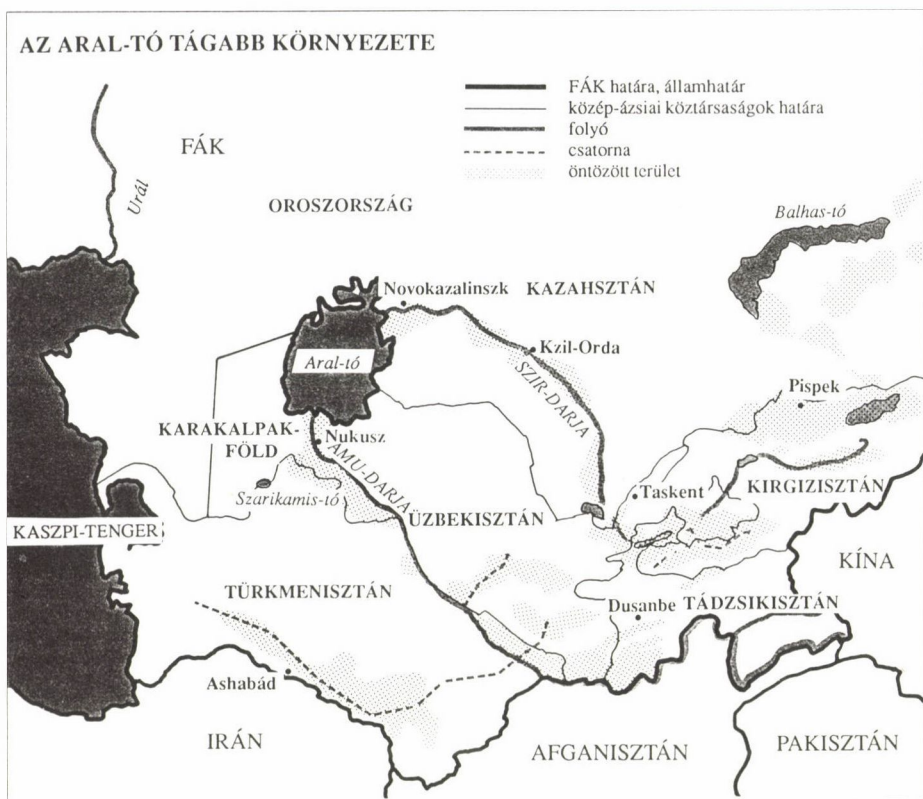 AZ ARAL-TÓ TÁGABB KÖRNYEZETE
FÁK határa, államhatár
közép-ázsiai köztársaságok határa
folyó
csatorna
öntözött terület
FÁK
Urál
OROSZORSZÁG
Balhas-tó
Novokazalinszk
KAZAHSZTÁN
Aral-tó
Kzil-Orda
SZIR-DARJA
Pispek
KARAKALPAK-
FÖLD
Nukusz
AMU-DARJA
Szarikamis-tó
Taskent
KIRGIZISZTÁN
ÜZBEKISZTÁN
KASZPI-TENGER
KÍNA
TÜRKMENISZTÁN
Dusanbe
TÁDZSIKISZTÁN
Ashabád
IRÁN
AFGANISZTÁN
PAKISZTÁN